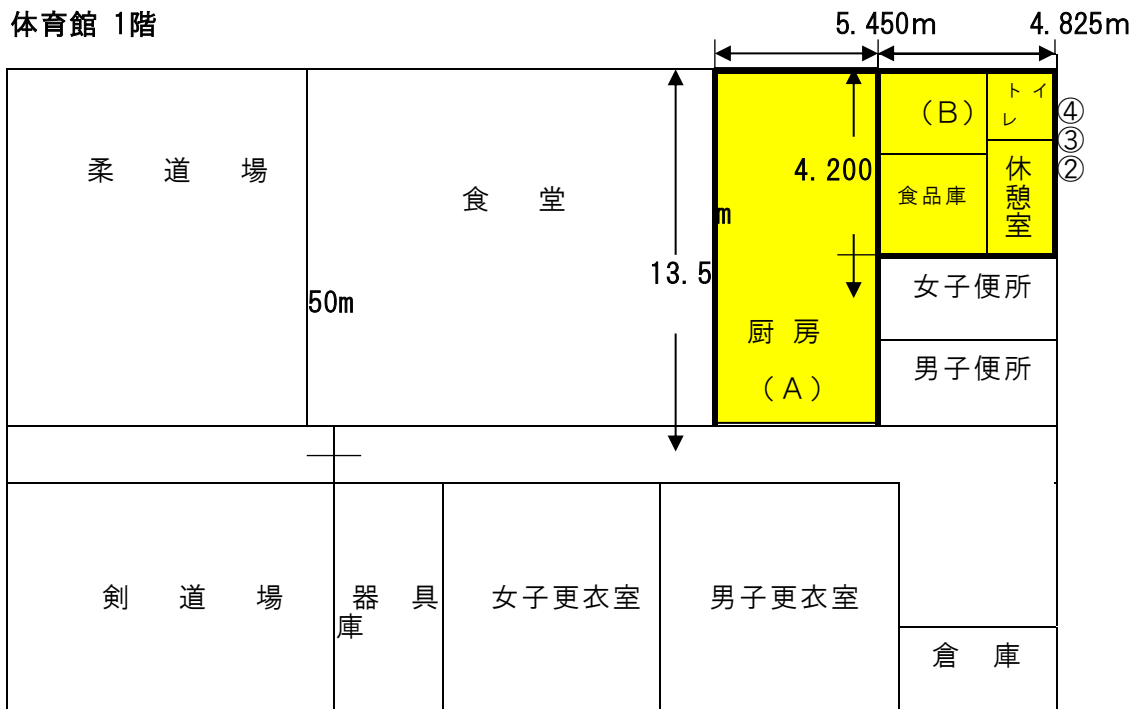 体育館 1階
5.450m
4.825m
柔 道 場
食 堂
13.5
50m
4.200
m
厨 房
（A）
（B）
トイ
レ
食品庫
休
憩
室
④
③
②
女子便所
男子便所
剣 道 場
器 具
庫
女子更衣室
男子更衣室
倉 庫